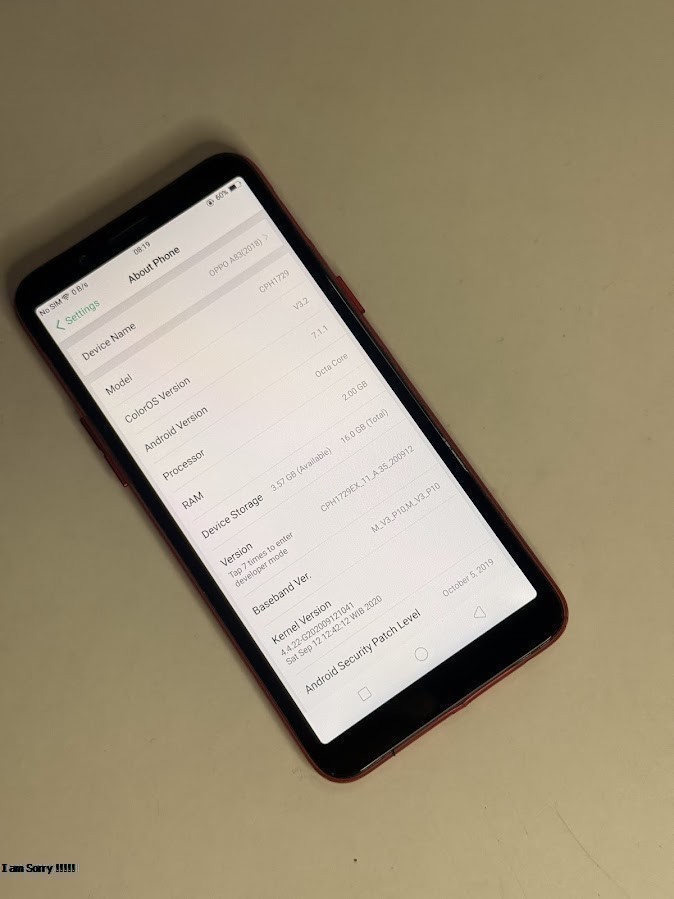 No SIM 0 B/s 08:19 60%
Settings About Phone
Device Name OPPO A83(2018)
Model CPH1729
ColorOS Version V3.2
Android Version 7.1.1
Processor Octa Core
RAM 2.00 GB
Device Storage 3.57 GB (Available) 16.0 GB (Total)
Version CPH1729EX_11_A.35_200912
Tap 7 times to enter
developer mode
Baseband Ver. M_V3_P10,M_V3_P10
Kernel Version
4.4.22-G202009121041
Sat Sep 12 12:42:12 WIB 2020
Android Security Patch Level October 5, 2019
I am Sorry !!!!!